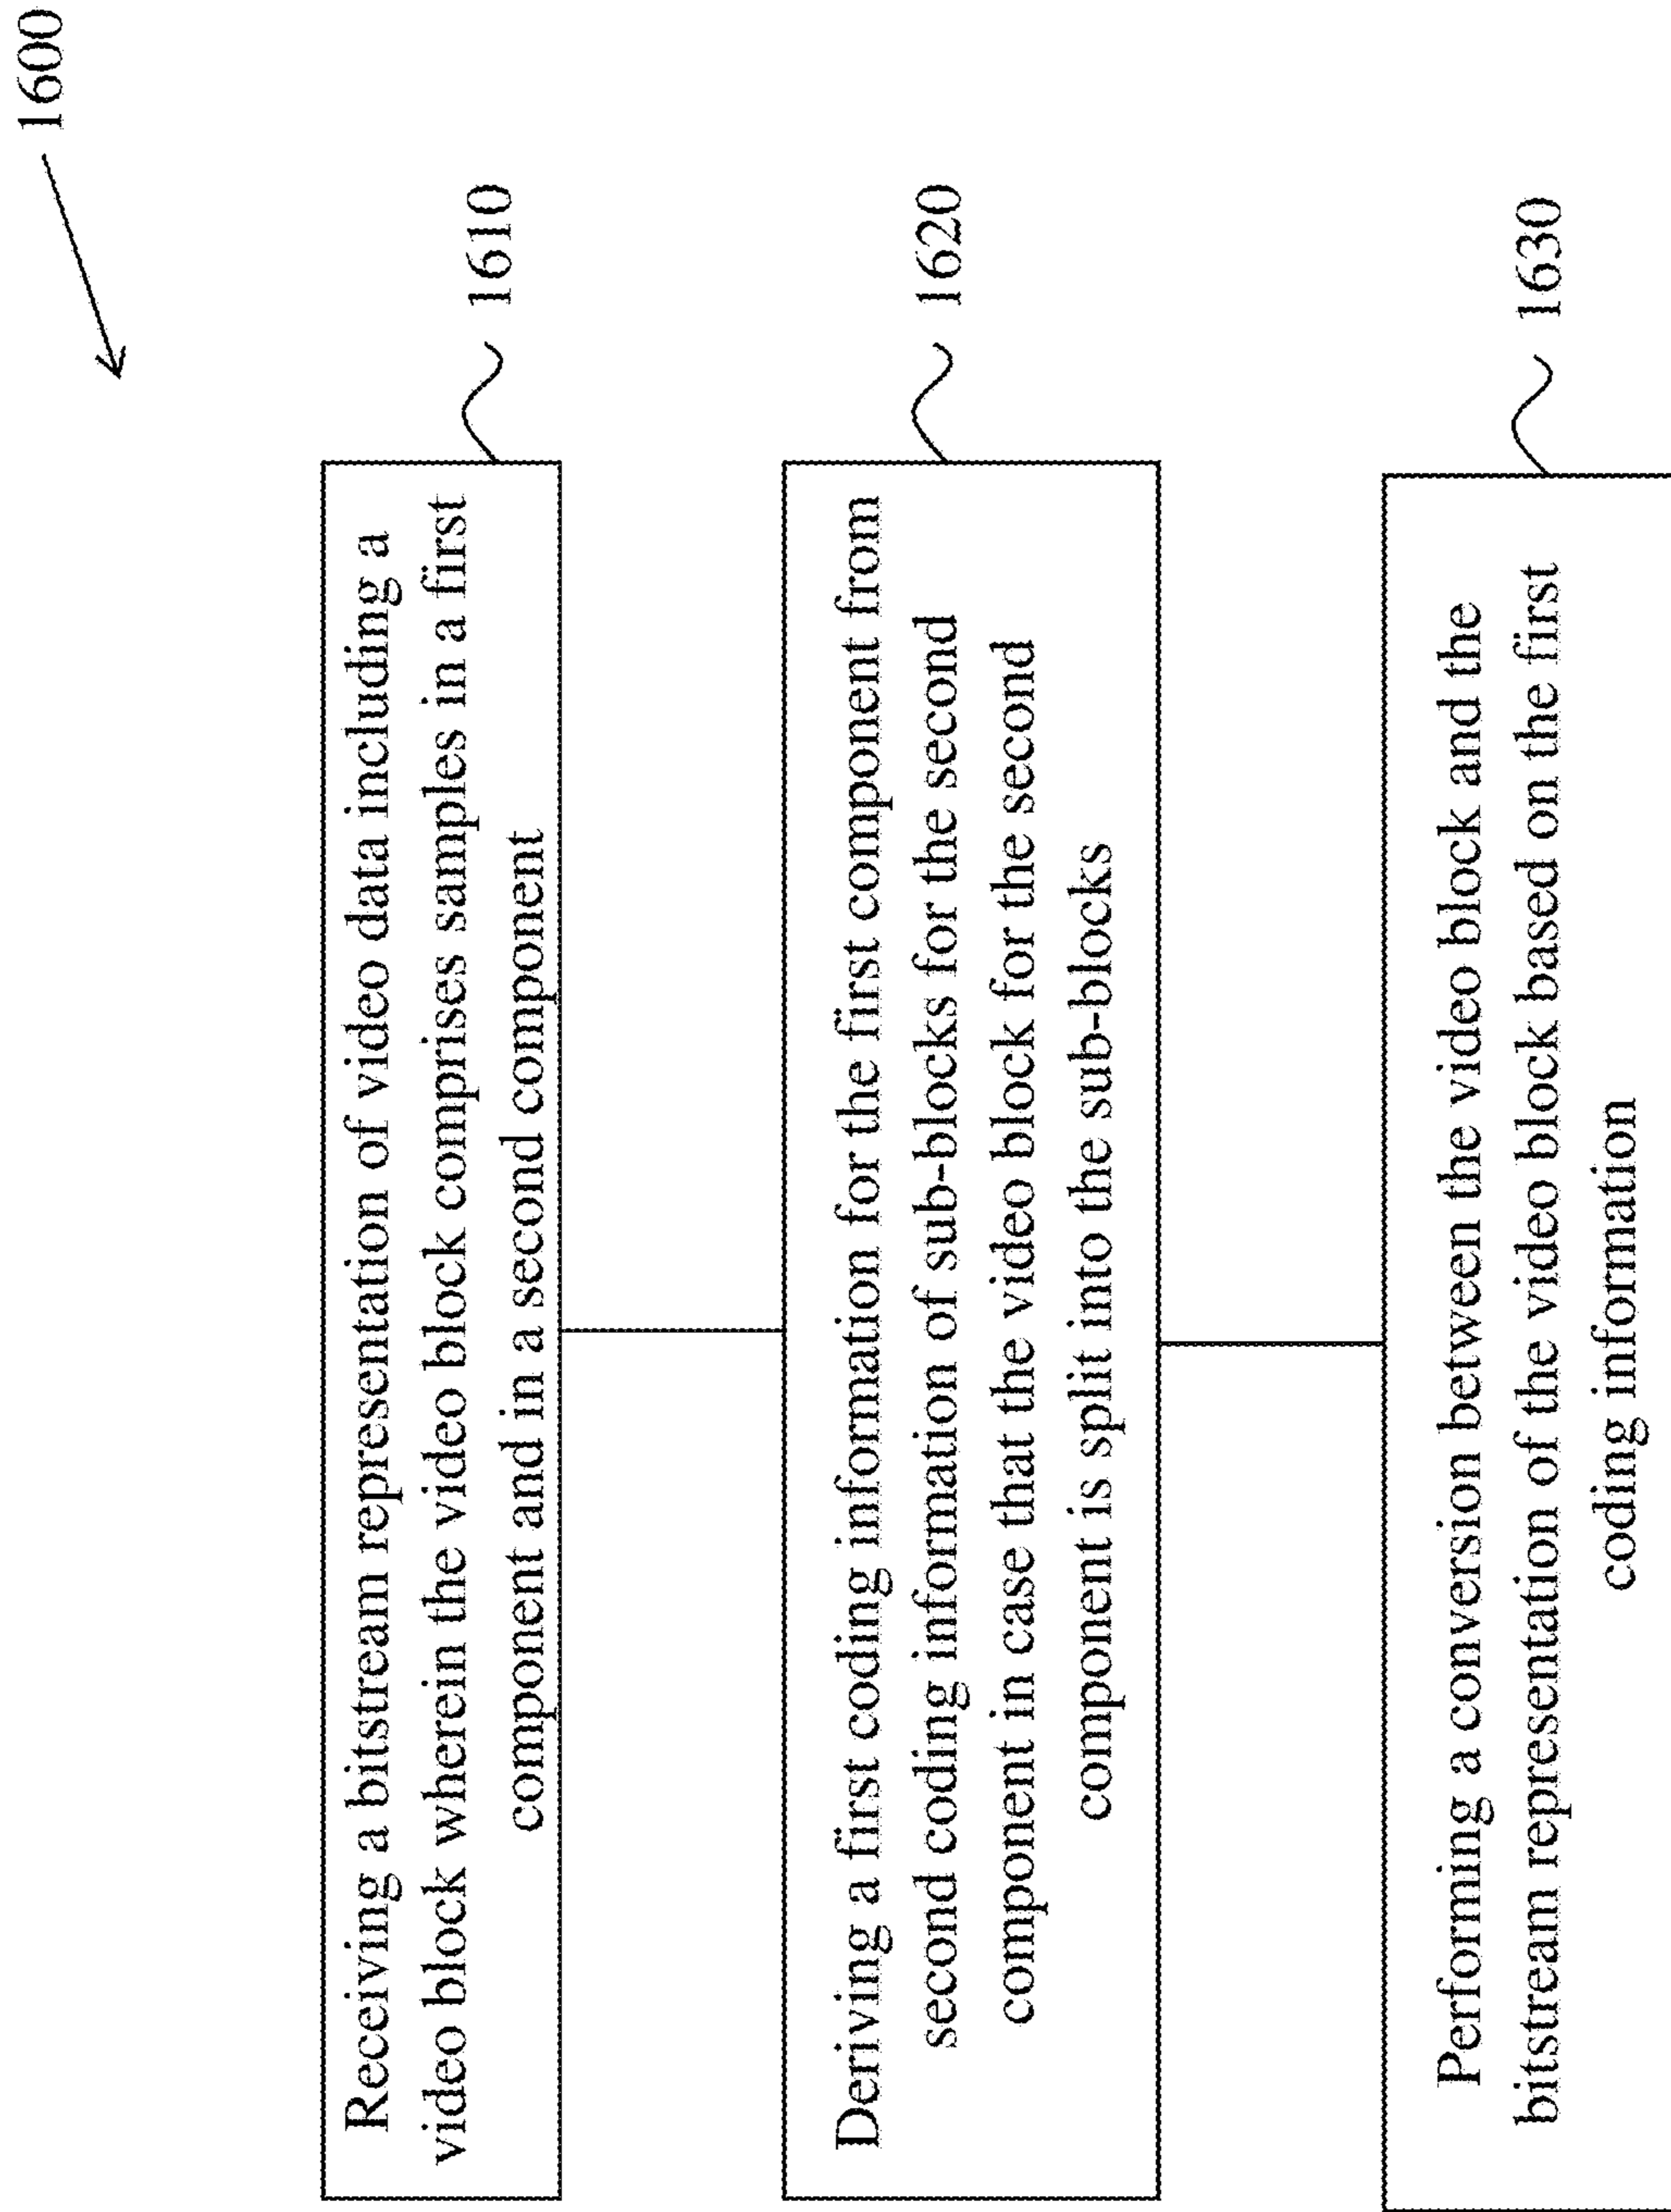 1600
Receiving a bitstream representation of video data including a
video block wherein the video block comprises samples in a first
component and in a second component
1610
Deriving a first coding information for the first component from
second coding information of sub-blocks for the second
component in case that the video block for the second
component is split into the sub-blocks
1620
Performing a conversion between the video block and the
bitstream representation of the video block based on the first
coding information
1630